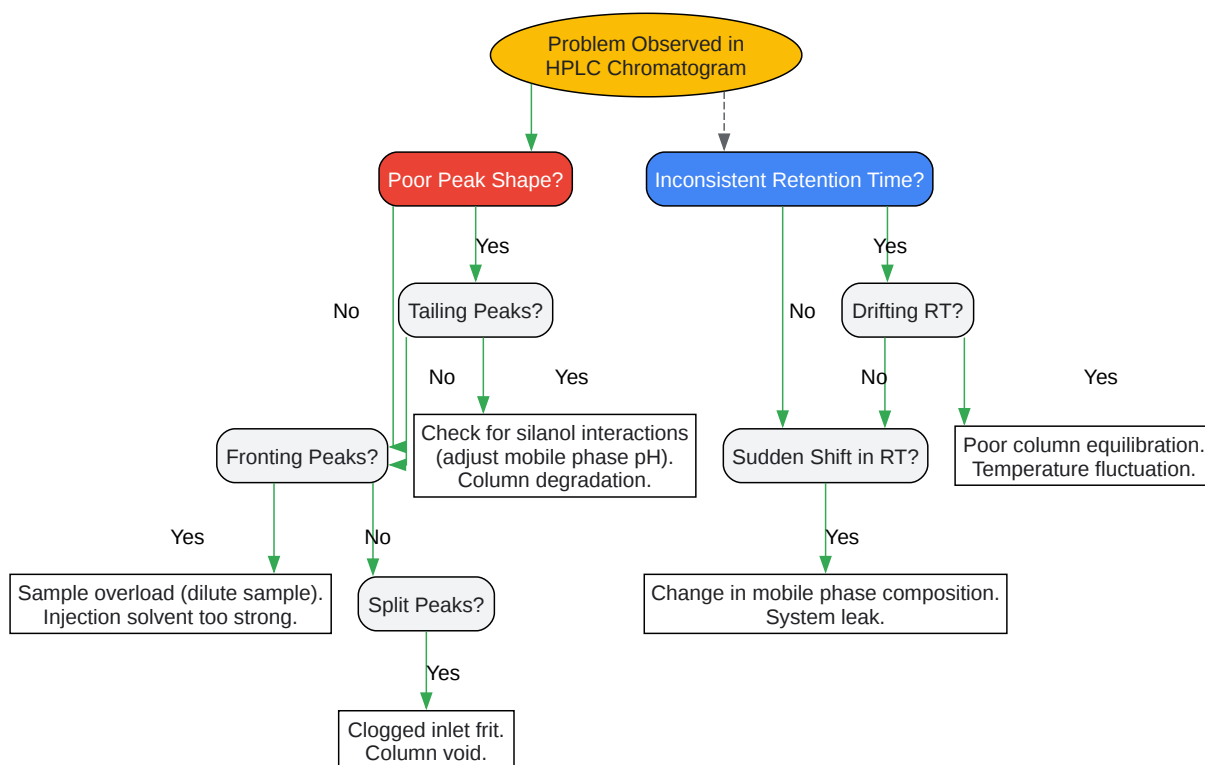 Problem Observed in
HPLC Chromatogram
Poor Peak Shape?
Inconsistent Retention Time?
Yes
Yes
No
Tailing Peaks?
No
Drifting RT?
No
Yes
No
Yes
Fronting Peaks?
Check for silanol interactions
(adjust mobile phase pH).
Column degradation.
Sudden Shift in RT?
Poor column equilibration.
Temperature fluctuation.
Yes
No
Yes
Sample overload (dilute sample).
Injection solvent too strong.
Split Peaks?
Change in mobile phase composition.
System leak.
Yes
Clogged inlet frit.
Column void.